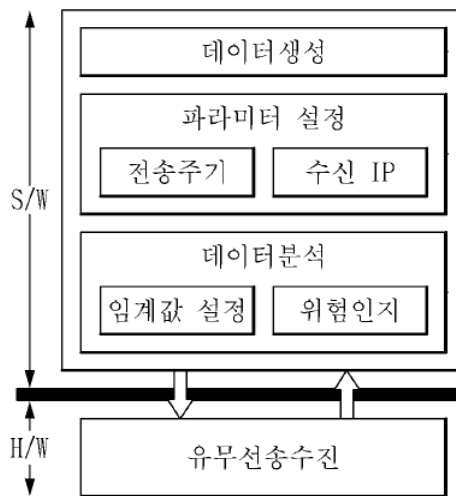 데이터생성
파라미터 설정
전송주기
수신 IP
S/W
데이터분석
임계값 설정
위험인지
H/W
유무선송수진